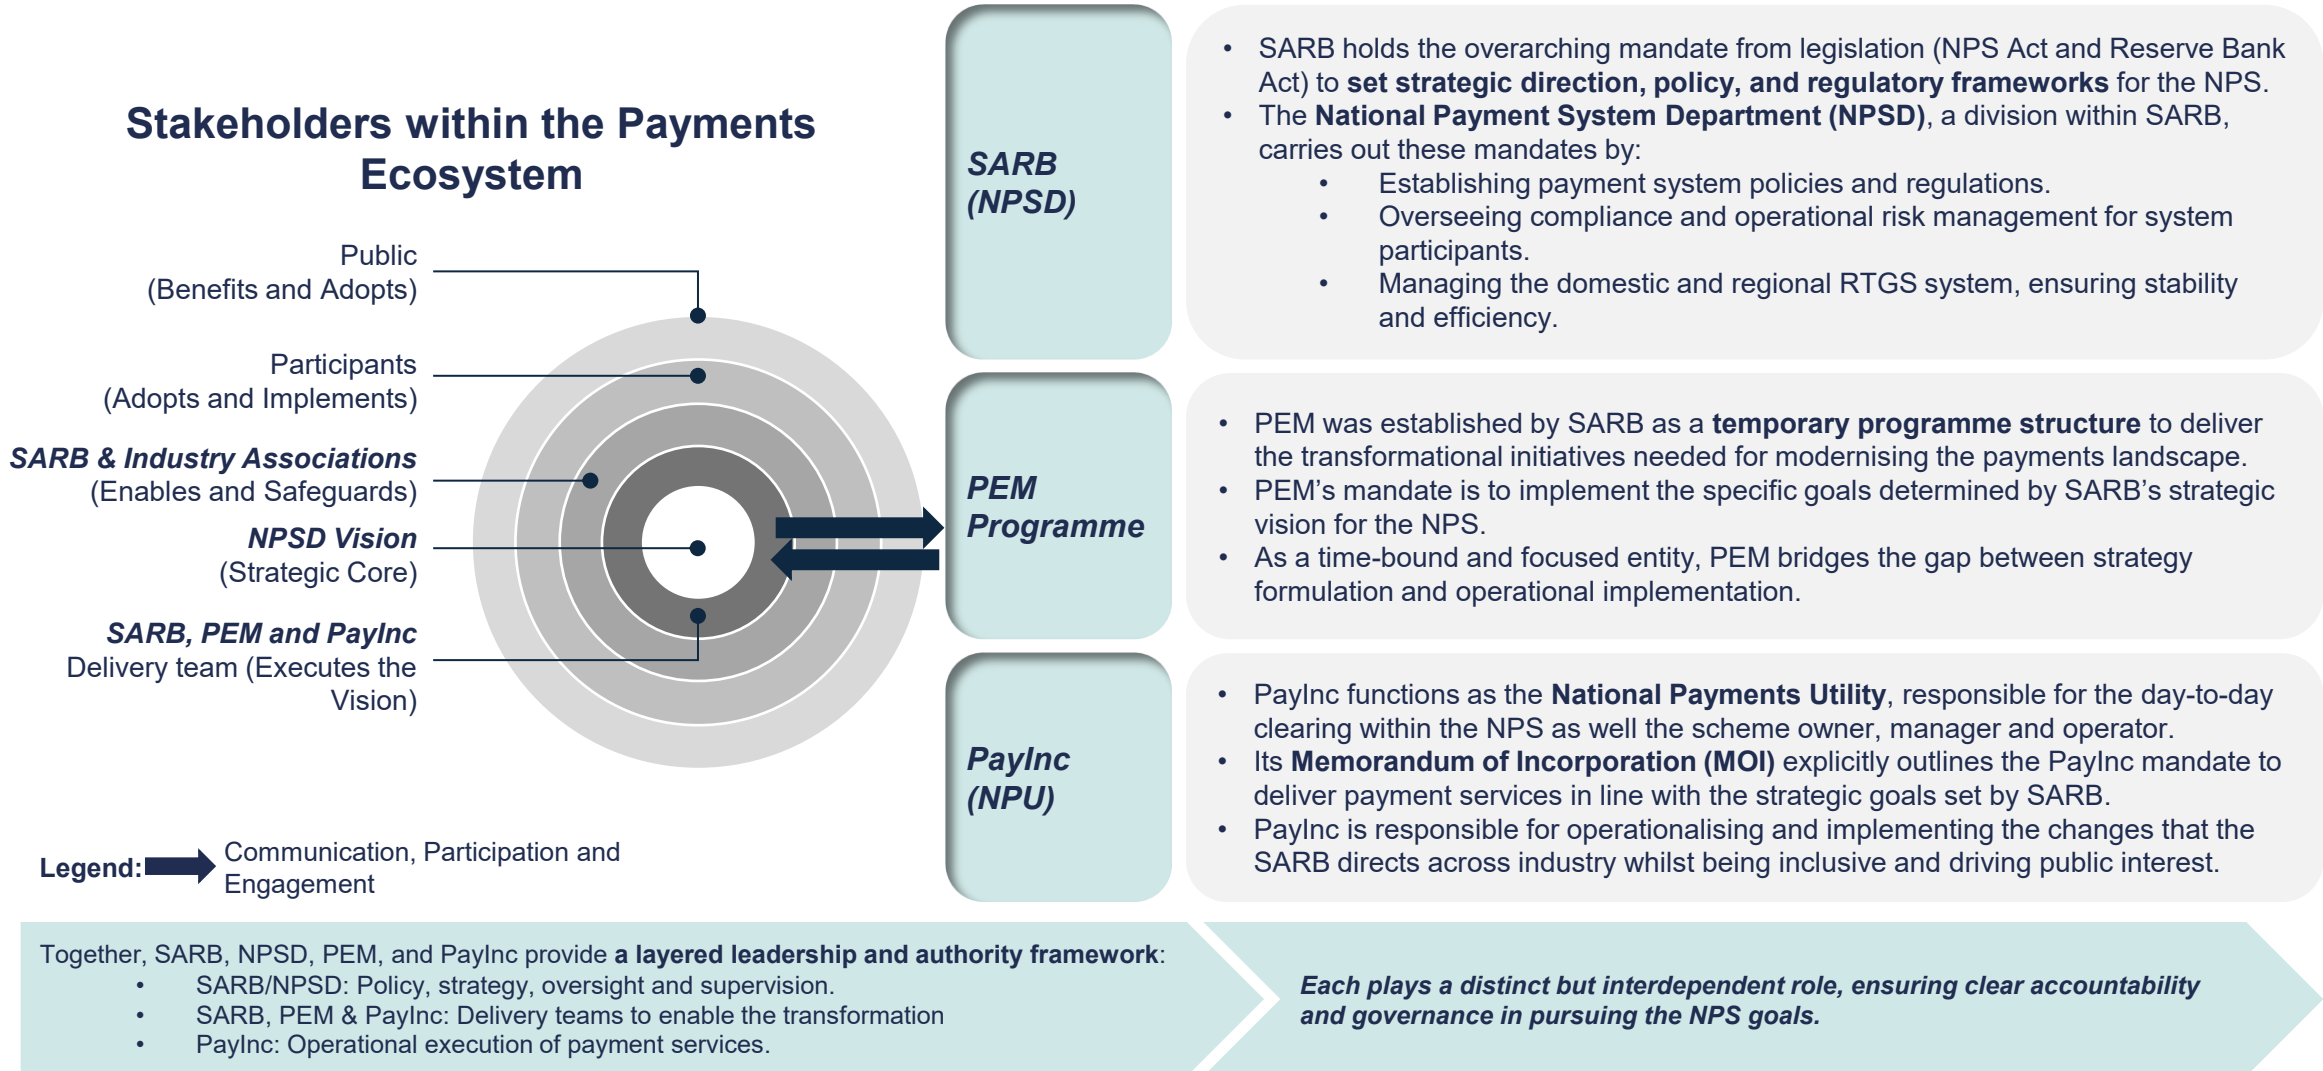 Stakeholders within the Payments
Ecosystem
Public
(Benefits and Adopts)
Participants
(Adopts and Implements)
SARB & Industry Associations
(Enables and Safeguards)
NPSD Vision
(Strategic Core)
SARB, PEM and PayInc
Delivery team (Executes the
Vision)
Legend:
Communication, Participation and
Engagement
SARB
(NPSD)
• SARB holds the overarching mandate from legislation (NPS Act and Reserve Bank
Act) to set strategic direction, policy, and regulatory frameworks for the NPS.
• The National Payment System Department (NPSD), a division within SARB,
carries out these mandates by:
• Establishing payment system policies and regulations.
• Overseeing compliance and operational risk management for system
participants.
• Managing the domestic and regional RTGS system, ensuring stability
and efficiency.
PEM
Programme
• PEM was established by SARB as a temporary programme structure to deliver
the transformational initiatives needed for modernising the payments landscape.
• PEM’s mandate is to implement the specific goals determined by SARB’s strategic
vision for the NPS.
• As a time-bound and focused entity, PEM bridges the gap between strategy
formulation and operational implementation.
PayInc
(NPU)
• PayInc functions as the National Payments Utility, responsible for the day-to-day
clearing within the NPS as well the scheme owner, manager and operator.
• Its Memorandum of Incorporation (MOI) explicitly outlines the PayInc mandate to
deliver payment services in line with the strategic goals set by SARB.
• PayInc is responsible for operationalising and implementing the changes that the
SARB directs across industry whilst being inclusive and driving public interest.
Together, SARB, NPSD, PEM, and PayInc provide a layered leadership and authority framework:
• SARB/NPSD: Policy, strategy, oversight and supervision.
• SARB, PEM & PayInc: Delivery teams to enable the transformation
• PayInc: Operational execution of payment services.
Each plays a distinct but interdependent role, ensuring clear accountability
and governance in pursuing the NPS goals.